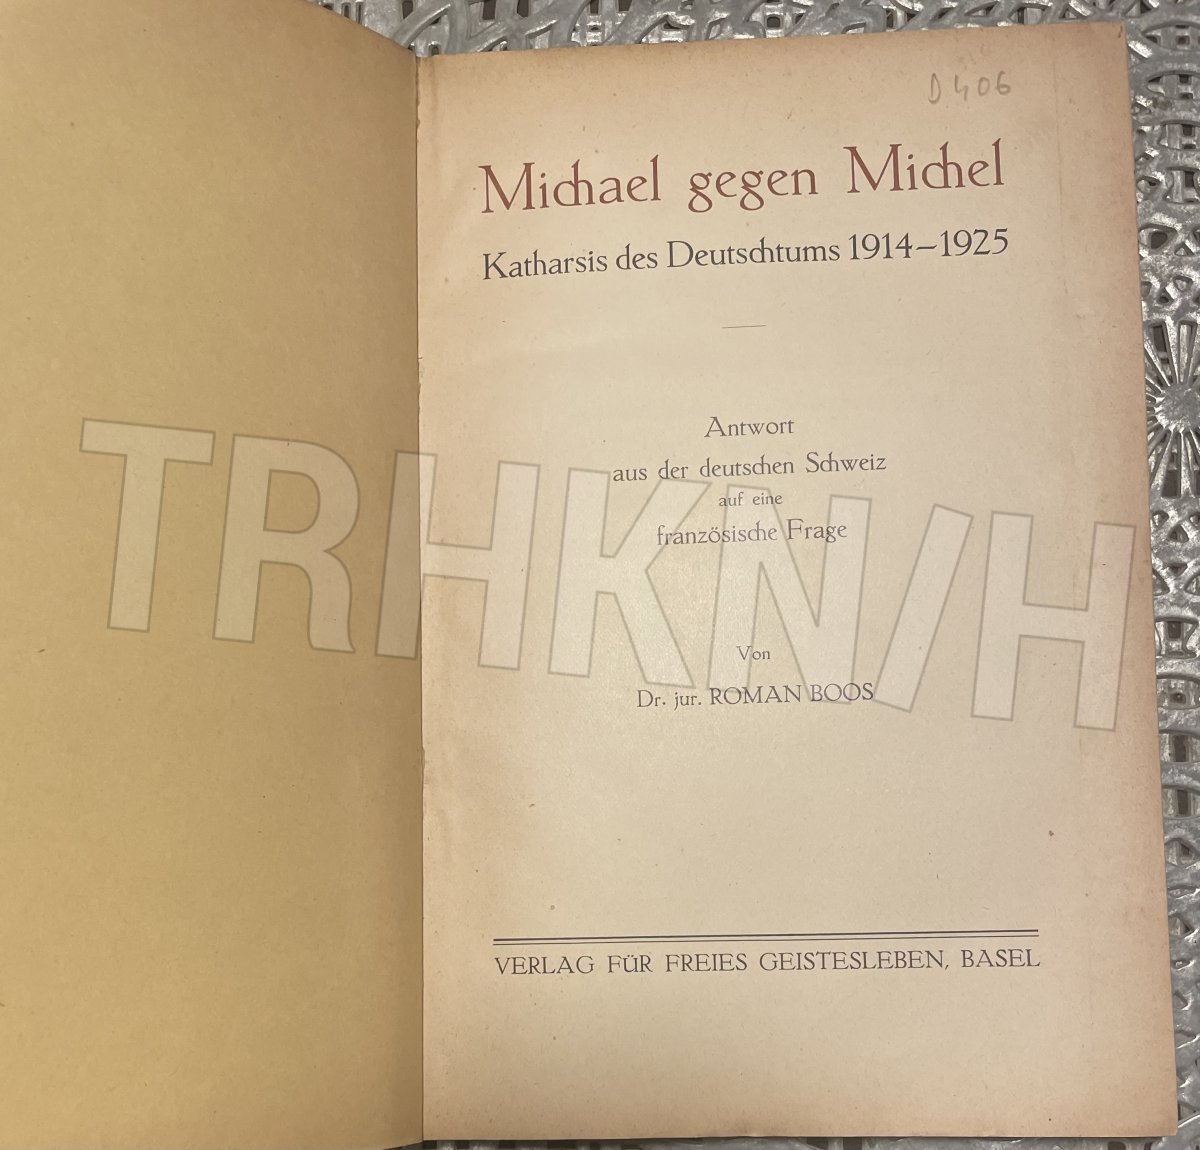 D 406
Michael gegen Michel
Katharsis des Deutschtums 1914–1925
Antwort
aus der deutschen Schweiz
auf eine
französische Frage
TRHKN/H
Von
Dr. jur. ROMAN BOOS
VERLAG FÜR FREIES GEISTESLEBEN, BASEL